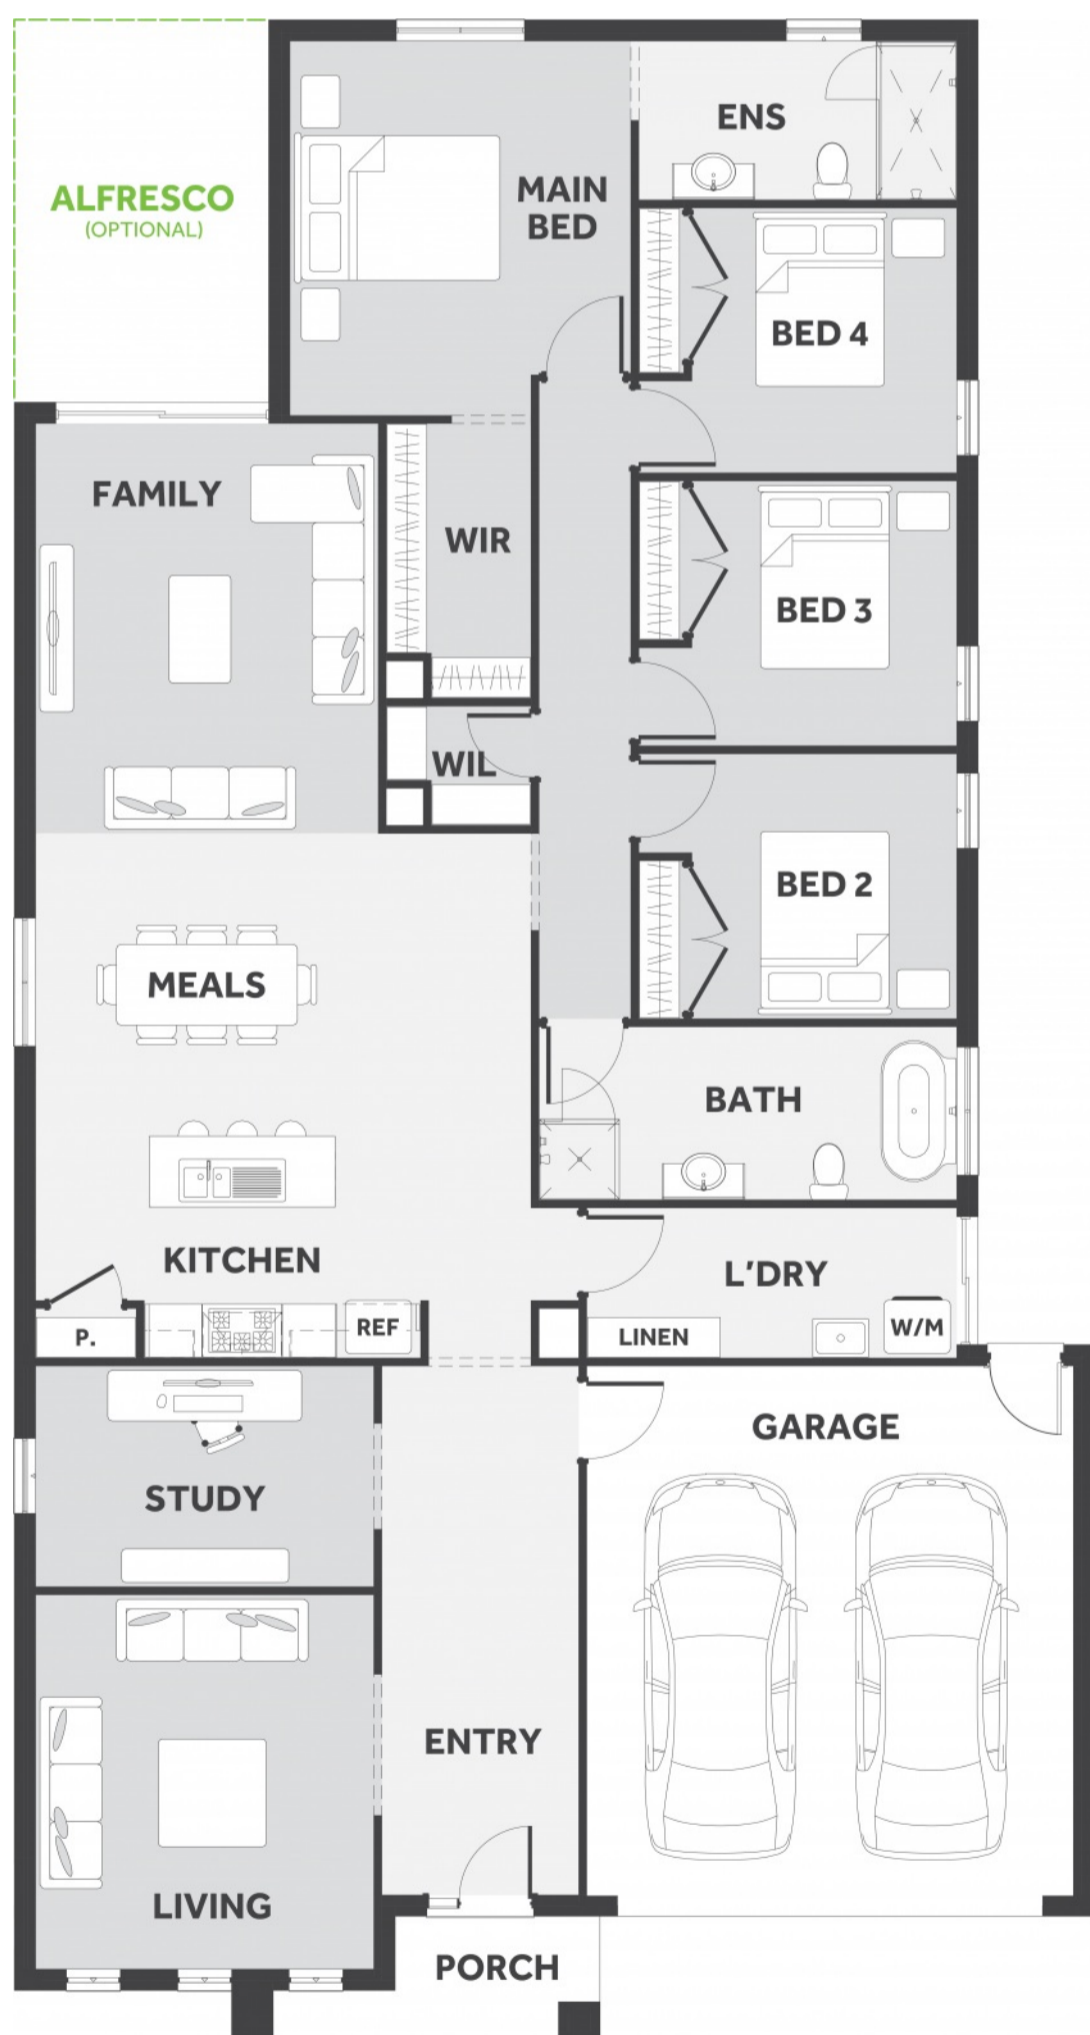 ENS
ALFRESCO
(OPTIONAL)
MAIN
BED
BED 4
FAMILY
WIR
BED 3
WIL
BED 2
MEALS
BATH
KITCHEN
L'DRY
P.
REF
LINEN
W/M
GARAGE
STUDY
ENTRY
LIVING
PORCH